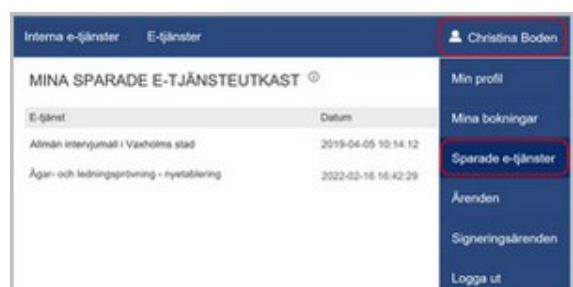 Interna e-tjänster E-tjänster Christina Boden
MINA SPARADE E-TJÄNSTEUTKAST
E-tjänst Datum
Allmän intervjumall i Vaxholms stad 2019-04-05 10:14:12
Ägar- och ledningsprövning - nyetablering 2022-02-16 16:42:29
Min profil
Mina bokningar
Sparade e-tjänster
Ärenden
Signeringsärenden
Logga ut